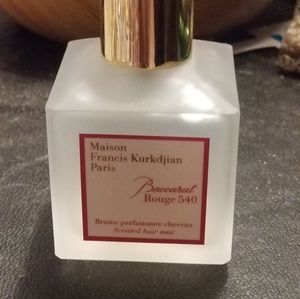 Maison
Francis Kurkdjian
Paris
Baccarat
Rouge 540
Brume parfumante cheveux
Scented hair mist